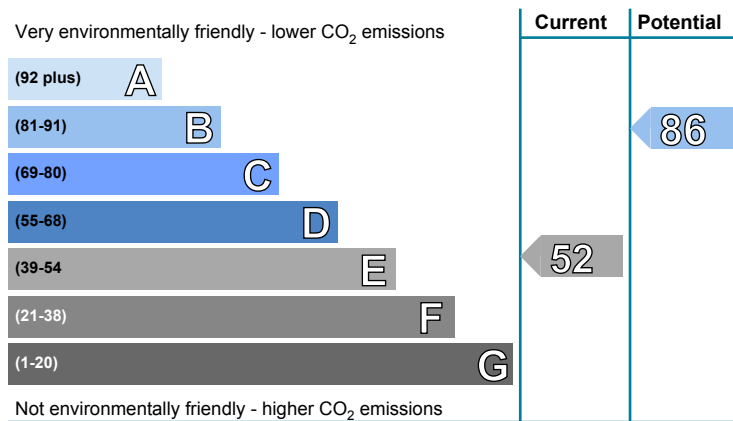 Very environmentally friendly - lower CO2 emissions
Current
Potential
(92 plus) A
(81-91) B
86
(69-80) C
(55-68) D
(39-54 E
52
(21-38) F
(1-20) G
Not environmentally friendly - higher CO2 emissions